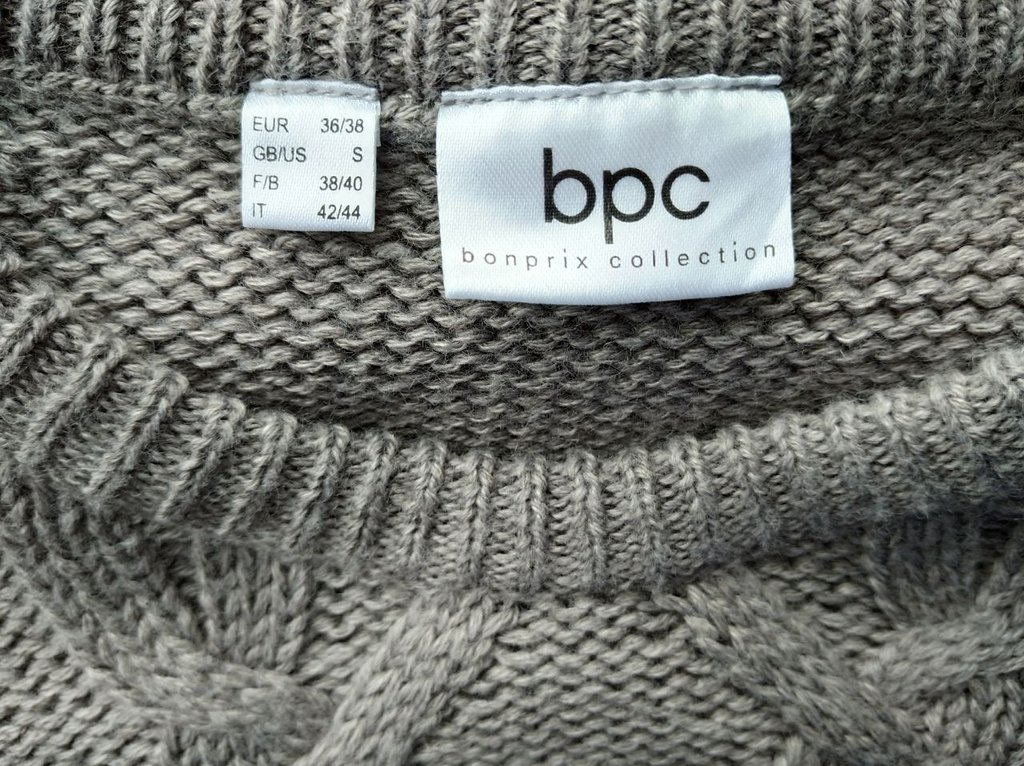 EUR 36/38
GB/US S
F/B 38/40
IT 42/44
bpc
bonprix collection